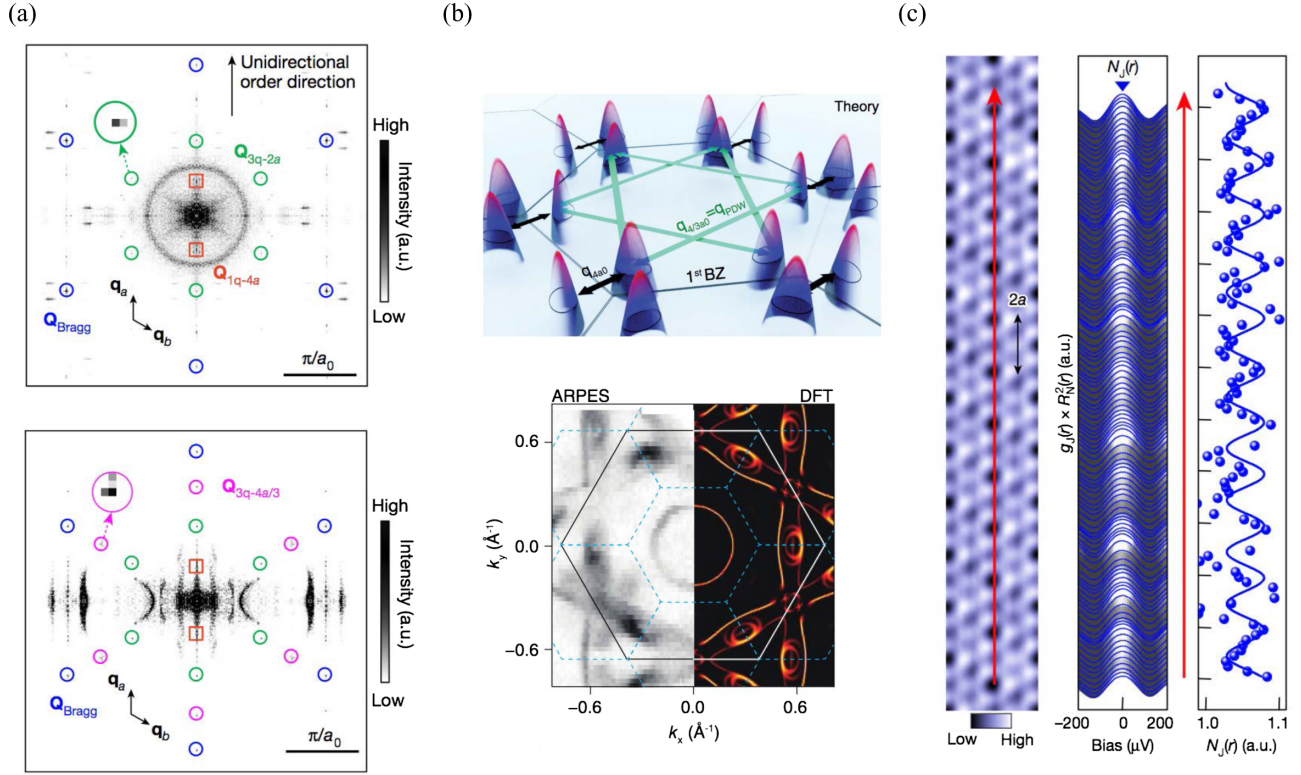 (a)
Unidirectional
order direction
Q3q-2a
Q1q-4a
qa
qb
QBragg
π/a0
High
Intensity (a.u.)
Low
Q3q-4a/3
qa
qb
QBragg
π/a0
High
Intensity (a.u.)
Low
(b)
Theory
q4/3a0=qPDW
q4a0
1st BZ
ARPES
DFT
0.6
0.0
−0.6
ky (Å-1)
−0.6
0.0
0.6
kx (Å-1)
(c)
2a
Low
High
NJ(r)
gJ(r) × R2N(r) (a.u.)
−200
0
200
Bias (µV)
1.0
1.1
NJ(r) (a.u.)